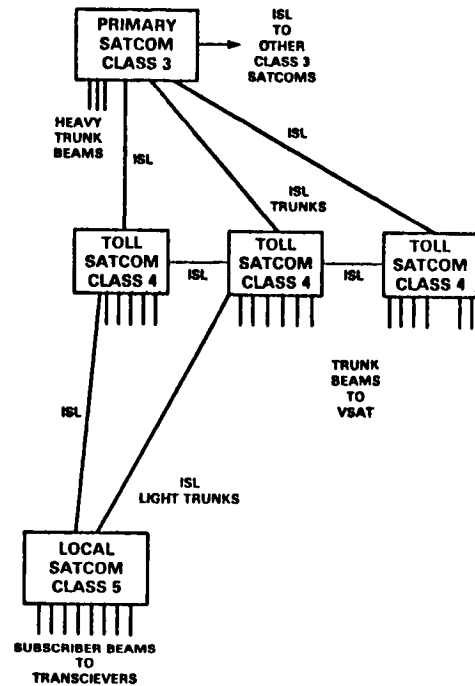 PRIMARY
SATCOM
CLASS 3
ISL
TO
OTHER
CLASS 3
SATCOMS
HEAVY
TRUNK
BEAMS
ISL
ISL
ISL
TRUNKS
TOLL
SATCOM
CLASS 4
ISL
TOLL
SATCOM
CLASS 4
ISL
TOLL
SATCOM
CLASS 4
TRUNK
BEAMS
TO
VSAT
ISL
ISL
LIGHT TRUNKS
LOCAL
SATCOM
CLASS 5
SUBSCRIBER BEAMS
TO
TRANSCIEVERS